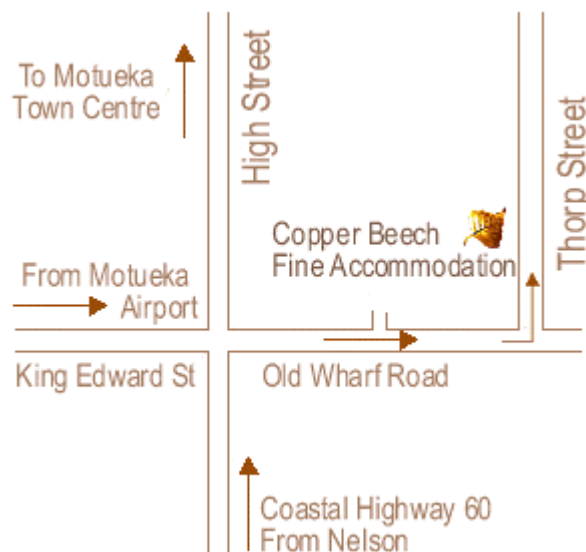 To Motueka
Town Centre
High Street
Thorp Street
Copper Beech
Fine Accommodation
From Motueka
Airport
King Edward St
Old Wharf Road
Coastal Highway 60
From Nelson